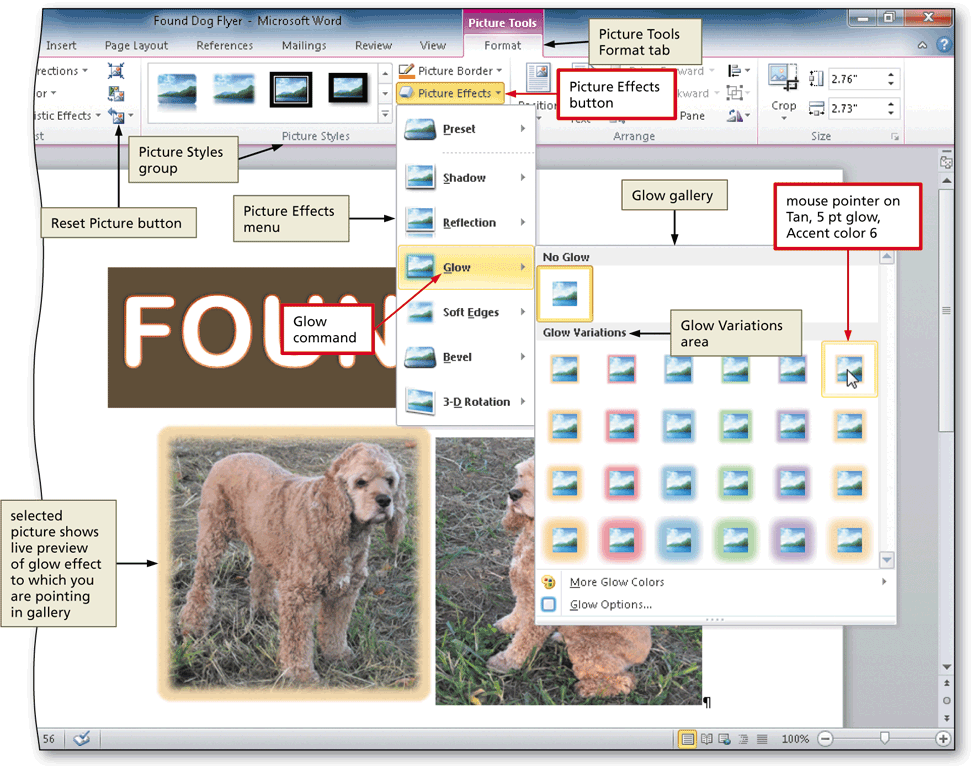 Found Dog Flyer - Microsoft Word
Picture Tools
Insert
Page Layout
References
Mailings
Review
View
Format
Picture Tools
Format tab
rections
Picture Border
Picture Effects
or
istic Effects
Picture Styles
Picture Effects
button
Pane
Arrange
Crop
2.76"
2.73"
Size
Picture Styles
group
Reset Picture button
Picture Effects
menu
Preset
Shadow
Reflection
Glow
Soft Edges
Bevel
3-D Rotation
Glow
command
Glow gallery
mouse pointer on
Tan, 5 pt glow,
Accent color 6
No Glow
Glow Variations
Glow Variations
area
More Glow Colors
Glow Options...
FOUN
selected
picture shows
live preview
of glow effect
to which you
are pointing
in gallery
¶
56
100%